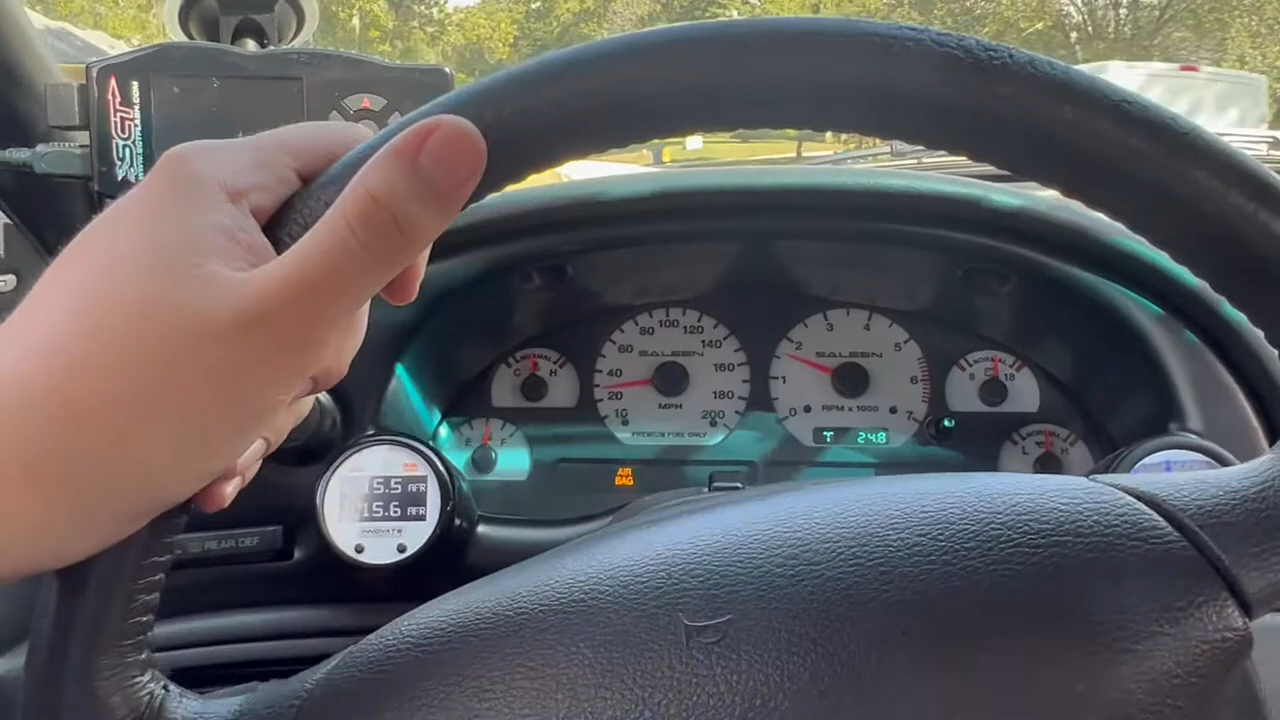 SCT
WWW.SCTFLASH.COM
NORMAL
C H
E F
10 20 40 60 80 100 120 140 160 180 200
SALEEN
MPH
PREMIUM FUEL ONLY
0 1 2 3 4 5 6 7
SALEEN
RPM x 1000
T 24.8
NORMAL
8 18
L H
AIR
BAG
15.5 AFR
15.6 AFR
INNOVATE
REAR DEF